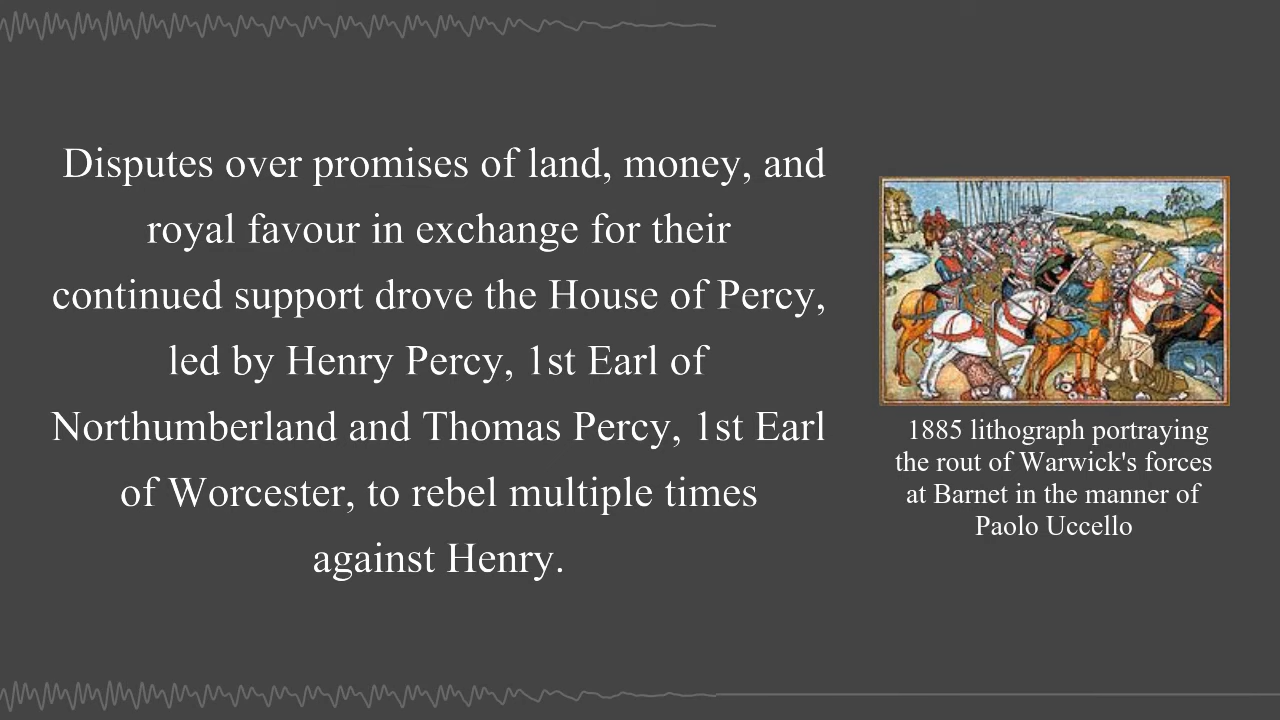 Disputes over promises of land, money, and
royal favour in exchange for their
continued support drove the House of Percy,
led by Henry Percy, 1st Earl of
Northumberland and Thomas Percy, 1st Earl
of Worcester, to rebel multiple times
against Henry.
1885 lithograph portraying
the rout of Warwick's forces
at Barnet in the manner of
Paolo Uccello